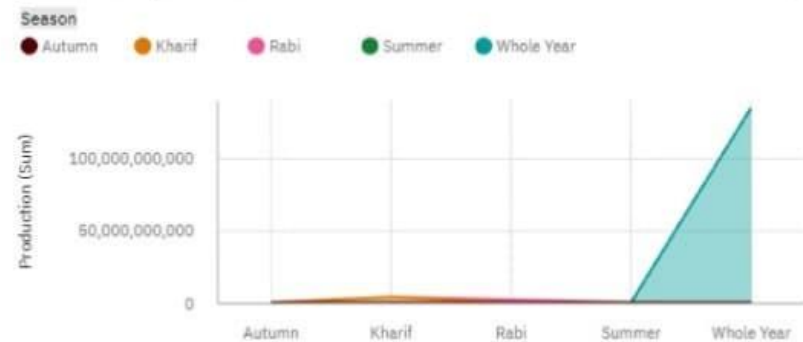 Season
Autumn Kharif Rabi Summer Whole Year
Production (Sum)
100,000,000,000
50,000,000,000
0
Autumn Kharif Rabi Summer Whole Year